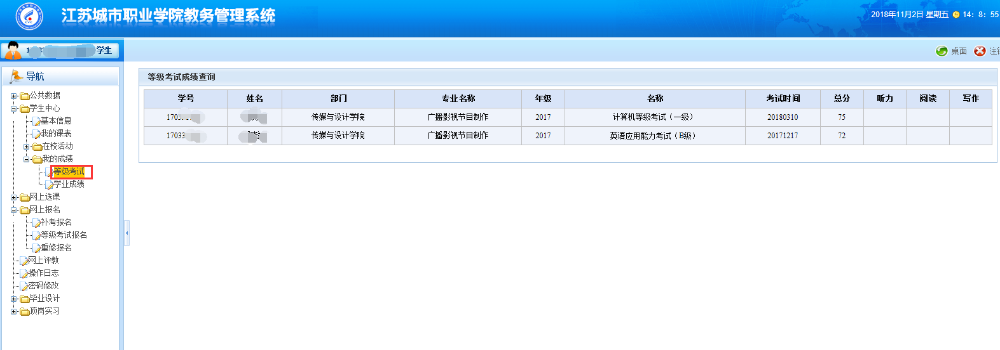 江苏城市职业学院教务管理系统
2018年11月2日 星期五 14: 8: 55
学生
桌面 注
导航
公共数据
学生中心
基本信息
我的课表
在校活动
我的成绩
等级考试
学业成绩
网上选课
网上报名
补考报名
等级考试报名
重修报名
网上评教
操作日志
密码修改
毕业设计
顶岗实习
等级考试成绩查询
学号 姓名 部门 专业名称 年级 名称 考试时间 总分 听力 阅读 写作
1703 传媒与设计学院 广播影视节目制作 2017 计算机等级考试（一级） 20180310 75
17033 传媒与设计学院 广播影视节目制作 2017 英语应用能力考试（B级） 20171217 72